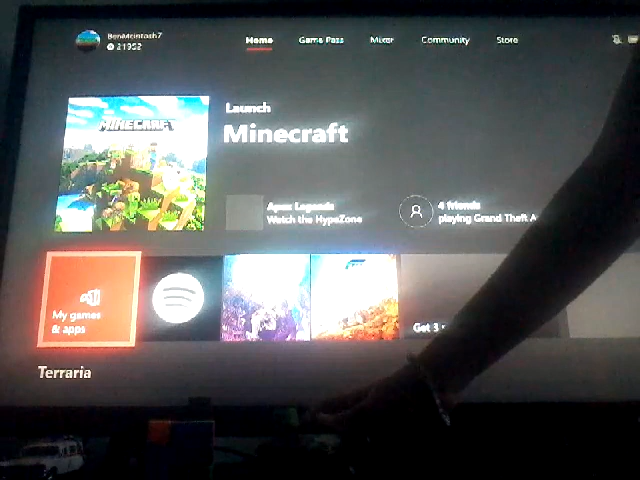 BenMcintosh7
21952
Home
Game Pass
Mixer
Community
Store
MINECRAFT
Launch
Minecraft
Apex Legends
Watch the HypeZone
4 friends
playing Grand Theft A
My games
& apps
Get 3
Terraria